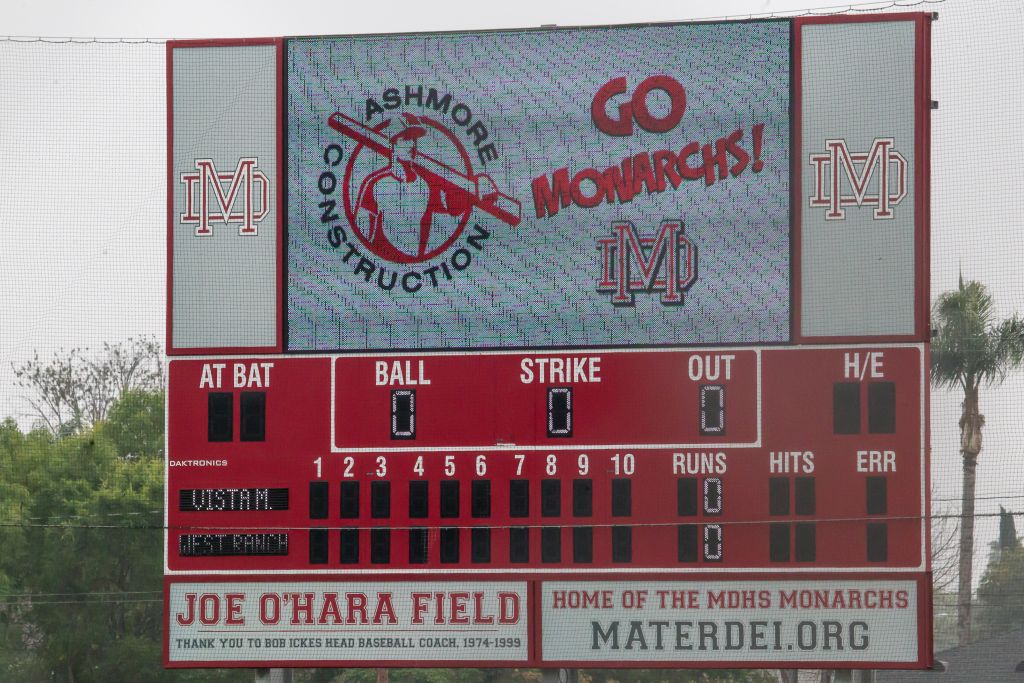 ASHMORE
CONSTRUCTION
GO
MONARCHS!
MD
MD
MD
AT BAT BALL STRIKE OUT H/E
0 0 0
DAKTRONICS 1 2 3 4 5 6 7 8 9 10 RUNS HITS ERR
VISTA M. 0
WEST RANCH 0
JOE O'HARA FIELD
THANK YOU TO BOB ICKES HEAD BASEBALL COACH, 1974-1999
HOME OF THE MDHS MONARCHS
MATERDEI.ORG